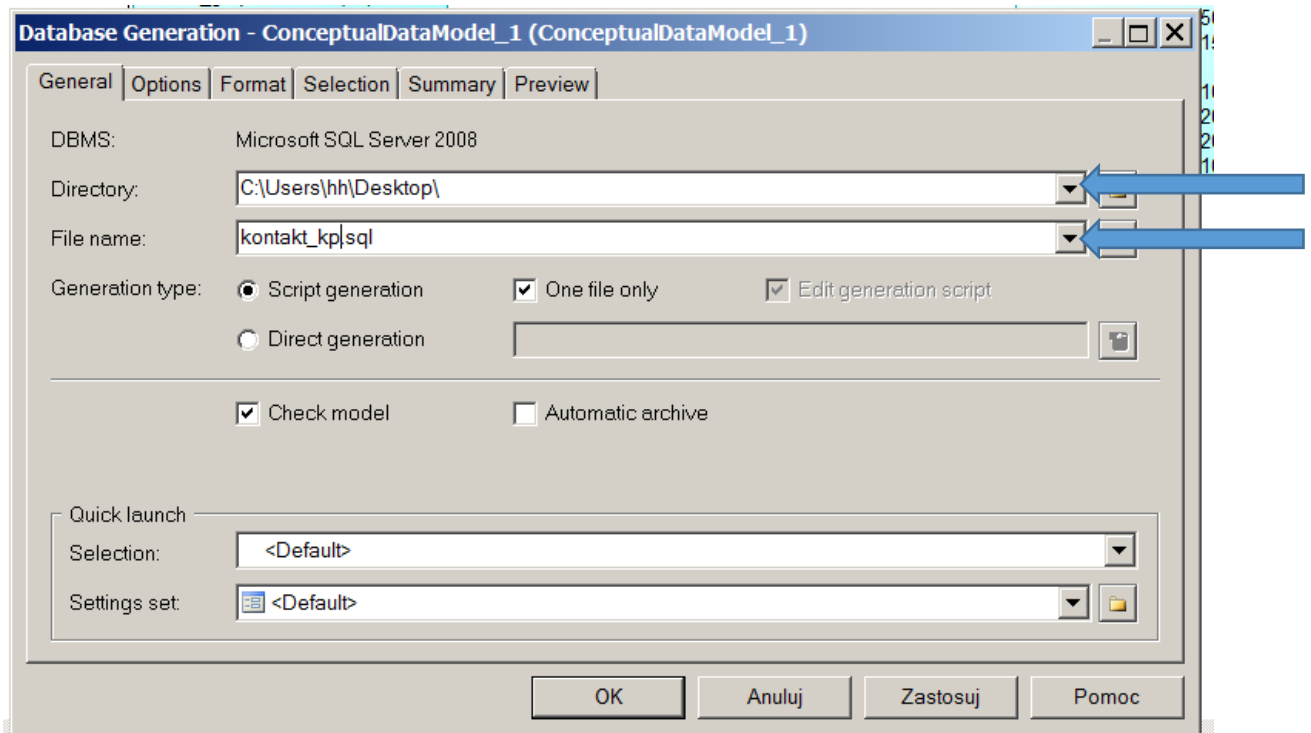 Database Generation - ConceptualDataModel_1 (ConceptualDataModel_1)
General Options Format Selection Summary Preview
DBMS: Microsoft SQL Server 2008
Directory: C:\Users\hh\Desktop\
File name: kontakt_kp.sql
Generation type: Script generation One file only Edit generation script
Direct generation
Check model Automatic archive
Quick launch
Selection: <Default>
Settings set: <Default>
OK Anuluj Zastosuj Pomoc